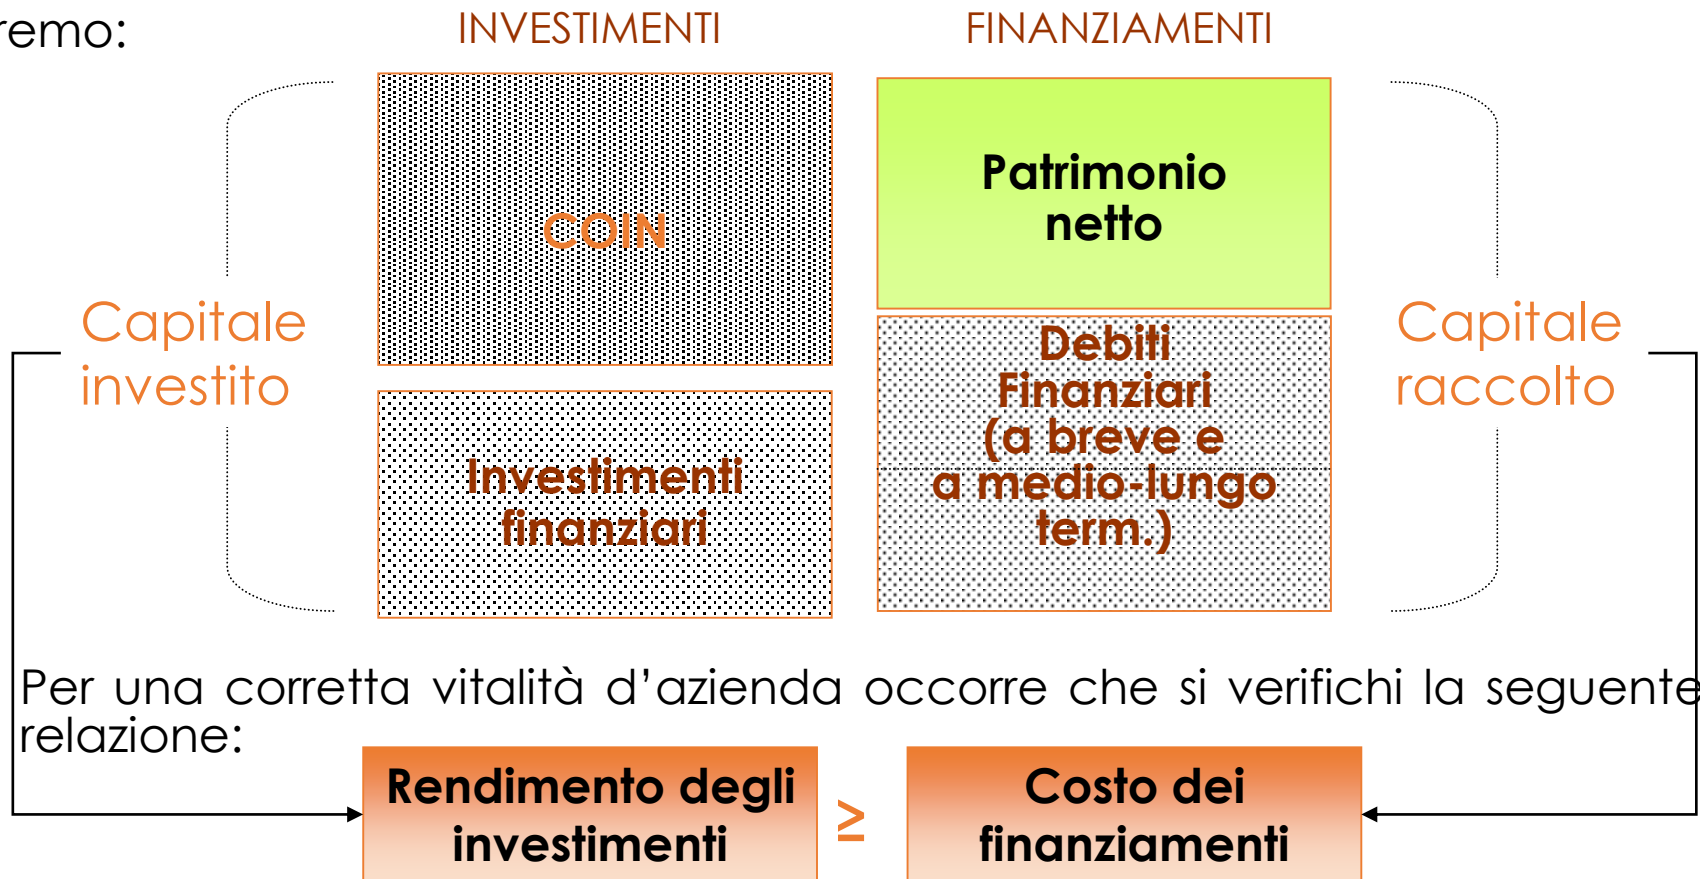 remo:
INVESTIMENTI
FINANZIAMENTI
COIN
Patrimonio
netto
Capitale
investito
Investimenti
finanziari
Debiti
Finanziari
(a breve e
a medio-lungo
term.)
Capitale
raccolto
Per una corretta vitalità d’azienda occorre che si verifichi la seguente
relazione:
Rendimento degli
investimenti
≥
Costo dei
finanziamenti